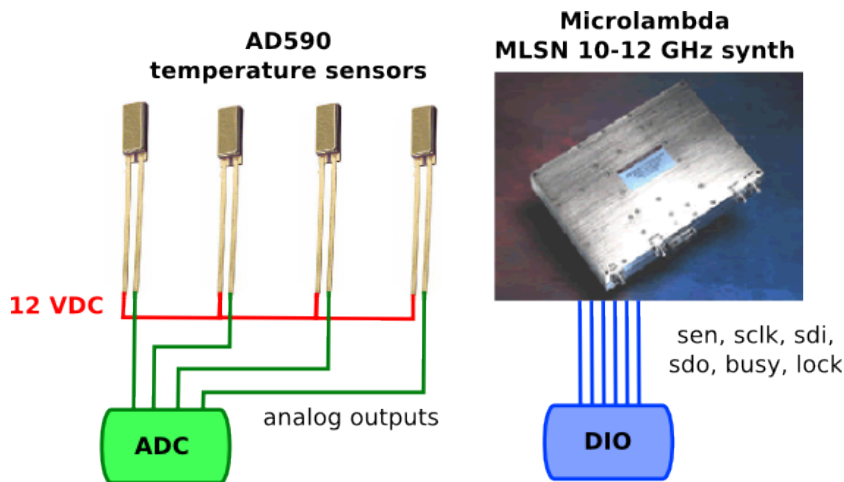 AD590
temperature sensors
Microlambda
MLSN 10-12 GHz synth
12 VDC
analog outputs
ADC
sen, sclk, sdi,
sdo, busy, lock
DIO